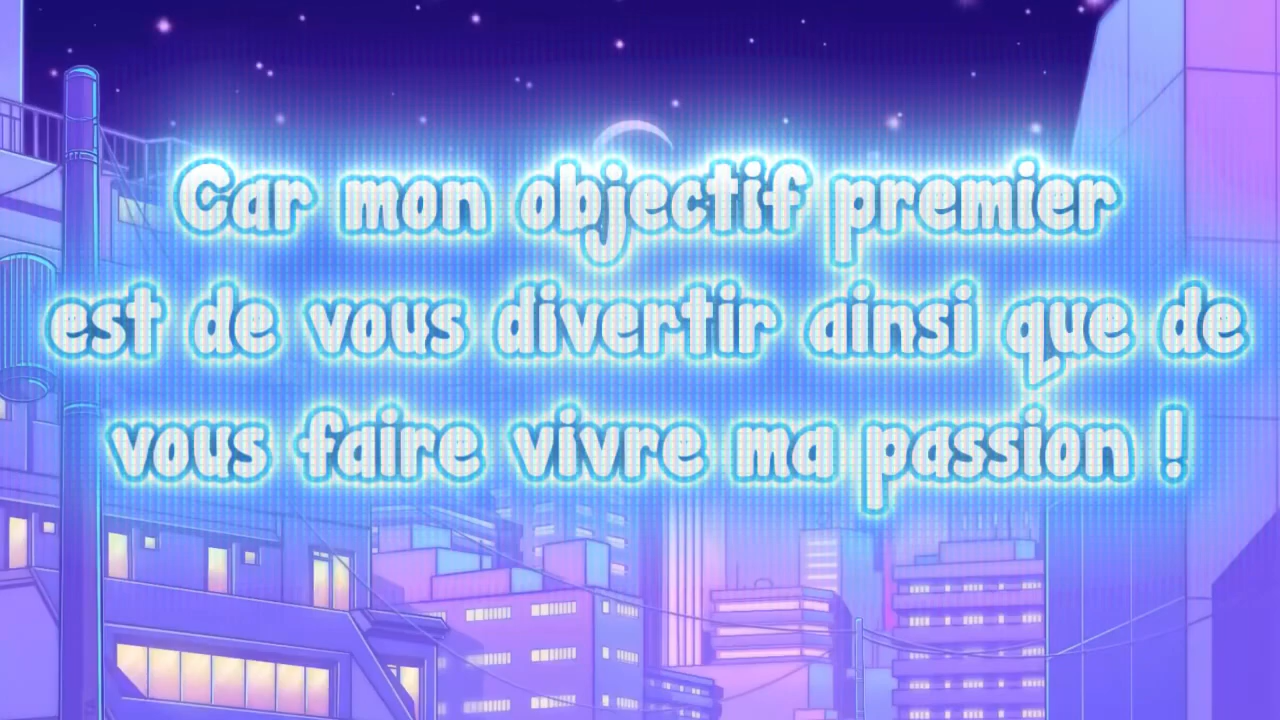 Car mon objectif premier
est de vous divertir ainsi que de
vous faire vivre ma passion !